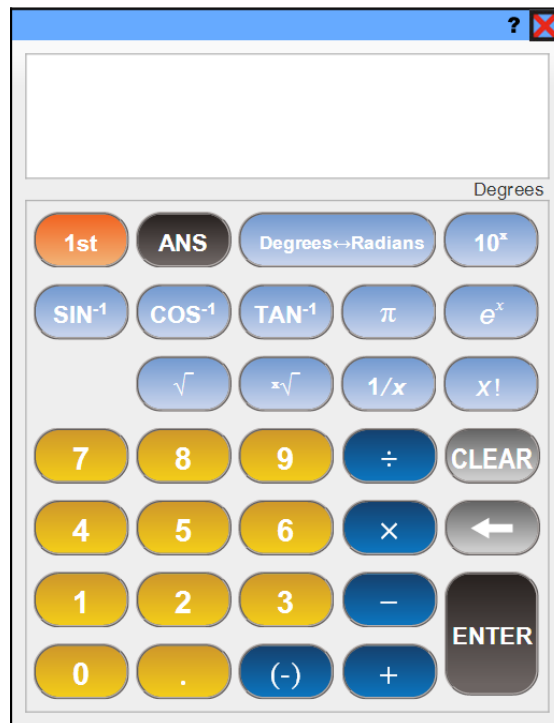 ?
Degrees
1st ANS Degrees↔Radians 10ˣ
SIN⁻¹ COS⁻¹ TAN⁻¹ π eˣ
√ ˣ√ 1/x x!
7 8 9 ÷ CLEAR
4 5 6 ×
1 2 3 − ENTER
0 . (-) +